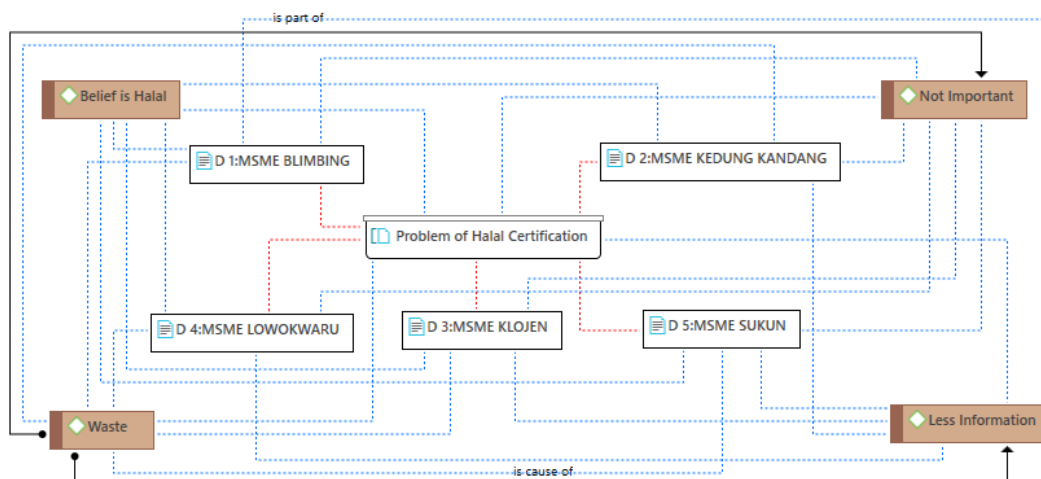 is part of
Belief is Halal
Not Important
D 1:MSME BLIMBING
D 2:MSME KEDUNG KANDANG
Problem of Halal Certification
D 4:MSME LOWOKWARU
D 3:MSME KLOJEN
D 5:MSME SUKUN
Waste
Less Information
is cause of